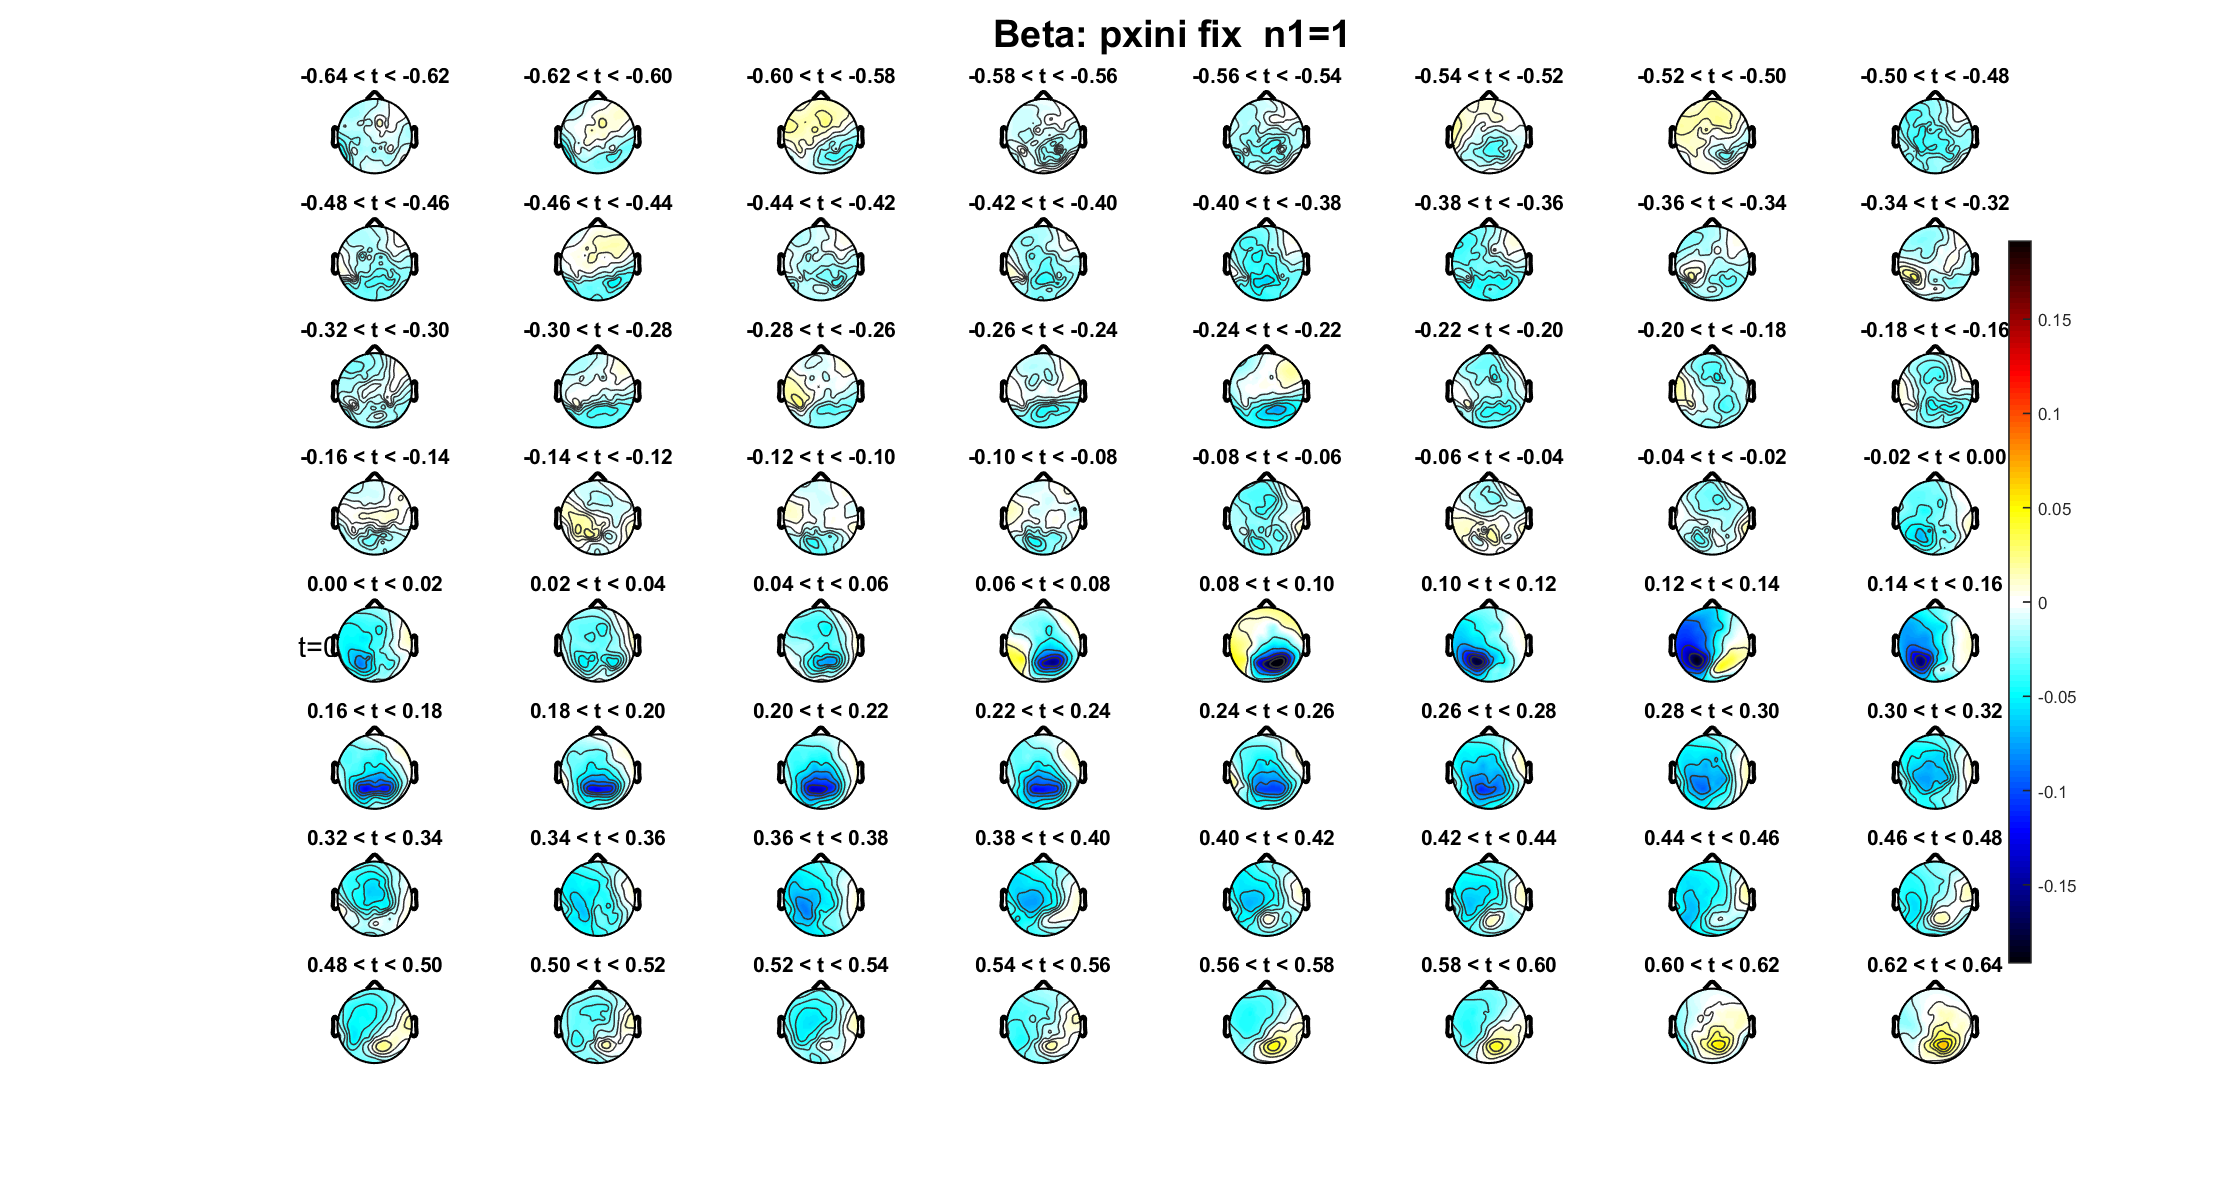 Beta: pxini fix  n1=1
-0.64 < t < -0.62 -0.62 < t < -0.60 -0.60 < t < -0.58 -0.58 < t < -0.56 -0.56 < t < -0.54 -0.54 < t < -0.52 -0.52 < t < -0.50 -0.50 < t < -0.48
-0.48 < t < -0.46 -0.46 < t < -0.44 -0.44 < t < -0.42 -0.42 < t < -0.40 -0.40 < t < -0.38 -0.38 < t < -0.36 -0.36 < t < -0.34 -0.34 < t < -0.32
-0.32 < t < -0.30 -0.30 < t < -0.28 -0.28 < t < -0.26 -0.26 < t < -0.24 -0.24 < t < -0.22 -0.22 < t < -0.20 -0.20 < t < -0.18 -0.18 < t < -0.16
-0.16 < t < -0.14 -0.14 < t < -0.12 -0.12 < t < -0.10 -0.10 < t < -0.08 -0.08 < t < -0.06 -0.06 < t < -0.04 -0.04 < t < -0.02 -0.02 < t < 0.00
0.00 < t < 0.02 0.02 < t < 0.04 0.04 < t < 0.06 0.06 < t < 0.08 0.08 < t < 0.10 0.10 < t < 0.12 0.12 < t < 0.14 0.14 < t < 0.16
t=0
0.16 < t < 0.18 0.18 < t < 0.20 0.20 < t < 0.22 0.22 < t < 0.24 0.24 < t < 0.26 0.26 < t < 0.28 0.28 < t < 0.30 0.30 < t < 0.32
0.32 < t < 0.34 0.34 < t < 0.36 0.36 < t < 0.38 0.38 < t < 0.40 0.40 < t < 0.42 0.42 < t < 0.44 0.44 < t < 0.46 0.46 < t < 0.48
0.48 < t < 0.50 0.50 < t < 0.52 0.52 < t < 0.54 0.54 < t < 0.56 0.56 < t < 0.58 0.58 < t < 0.60 0.60 < t < 0.62 0.62 < t < 0.64
0.15
0.1
0.05
0
-0.05
-0.1
-0.15